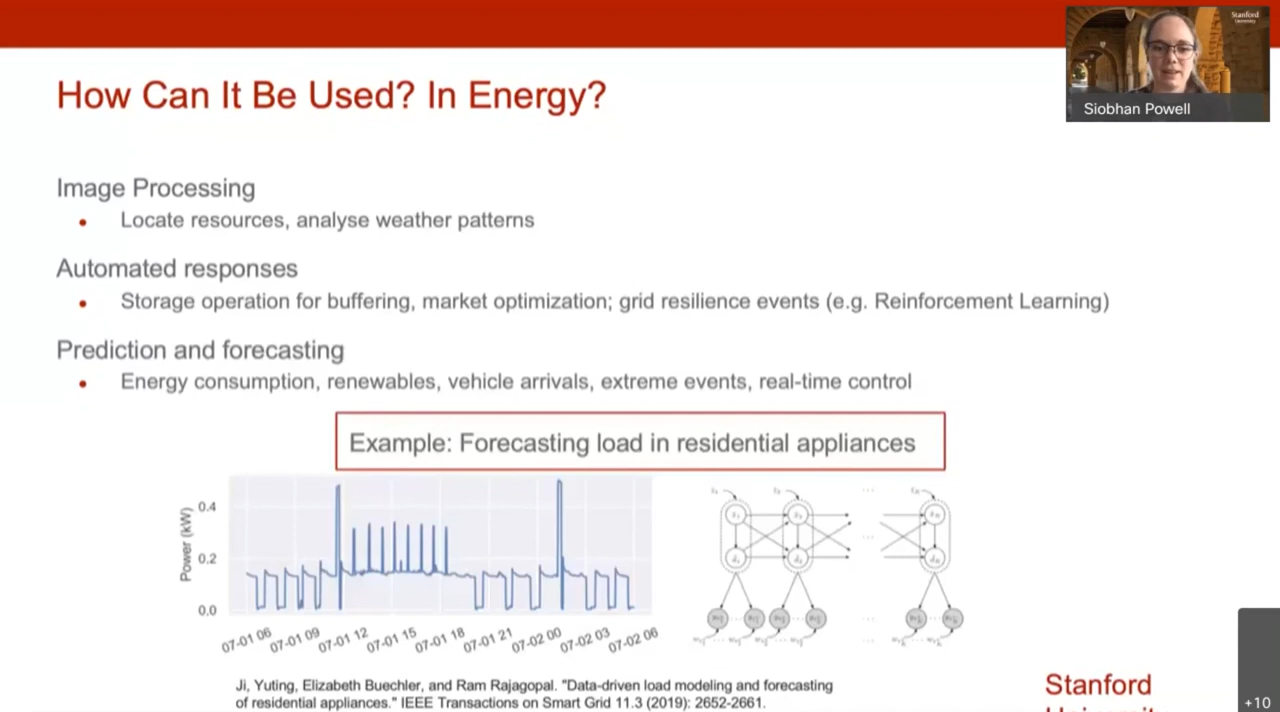 Stanford
University
Siobhan Powell
How Can It Be Used? In Energy?
Image Processing
• Locate resources, analyse weather patterns
Automated responses
• Storage operation for buffering, market optimization; grid resilience events (e.g. Reinforcement Learning)
Prediction and forecasting
• Energy consumption, renewables, vehicle arrivals, extreme events, real-time control
Example: Forecasting load in residential appliances
Power (kW)
0.4
0.2
0.0
07-01 06 07-01 09 07-01 12 07-01 15 07-01 18 07-01 21 07-02 00 07-02 03 07-02 06
Ji, Yuting, Elizabeth Buechler, and Ram Rajagopal. "Data-driven load modeling and forecasting
of residential appliances." IEEE Transactions on Smart Grid 11.3 (2019): 2652-2661.
Stanford
+10